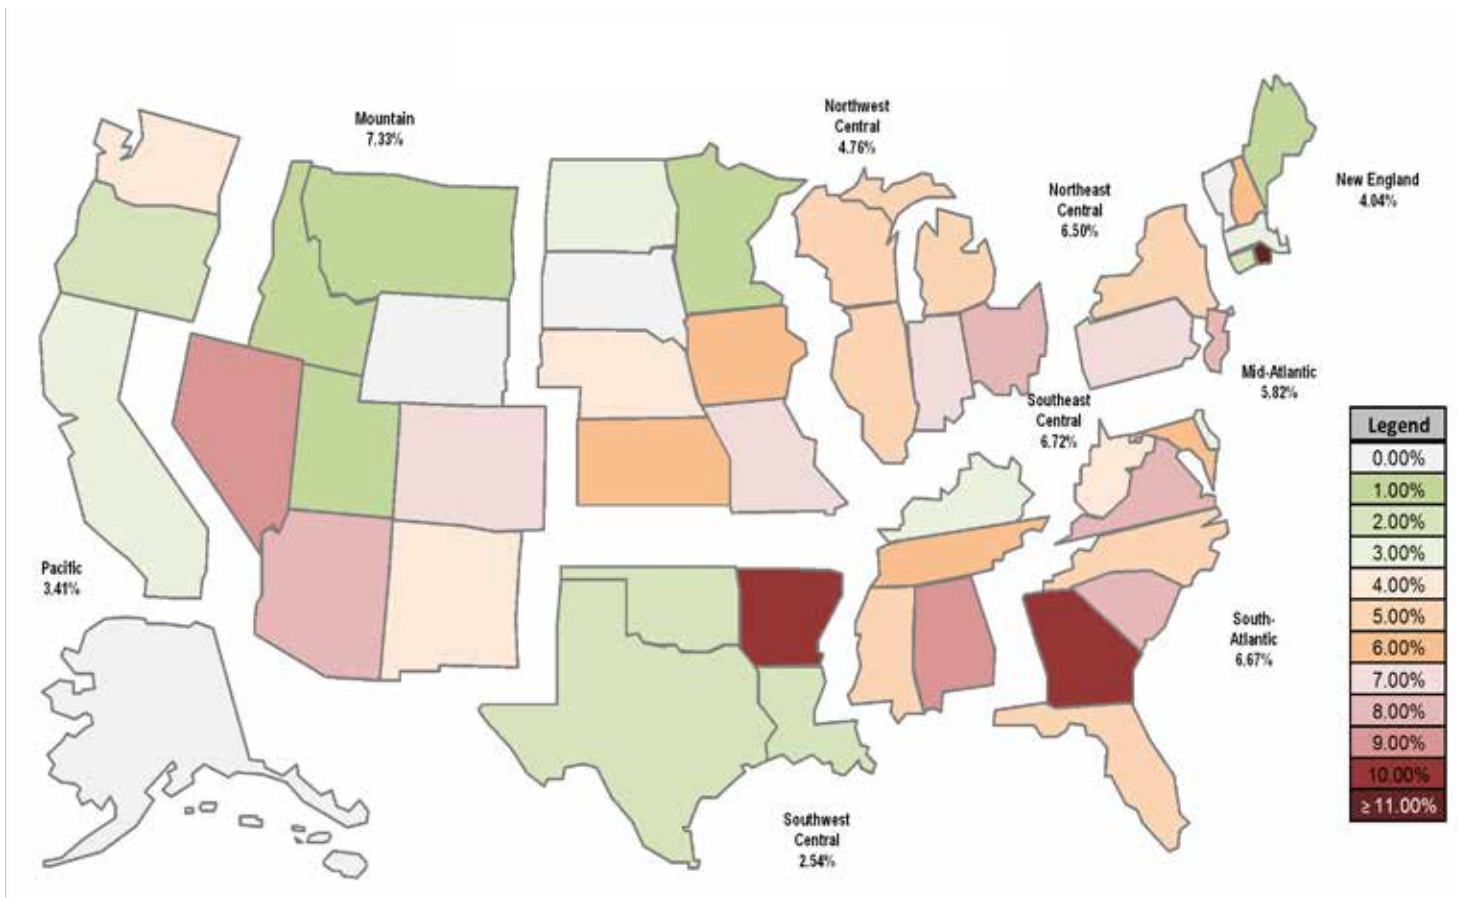 Mountain
7.33%
Northwest
Central
4.76%
Northeast
Central
6.50%
New England
4.04%
Mid-Atlantic
5.82%
Southeast
Central
6.72%
Pacific
3.41%
South-
Atlantic
6.67%
Southwest
Central
2.54%
Legend
0.00%
1.00%
2.00%
3.00%
4.00%
5.00%
6.00%
7.00%
8.00%
9.00%
10.00%
≥ 11.00%